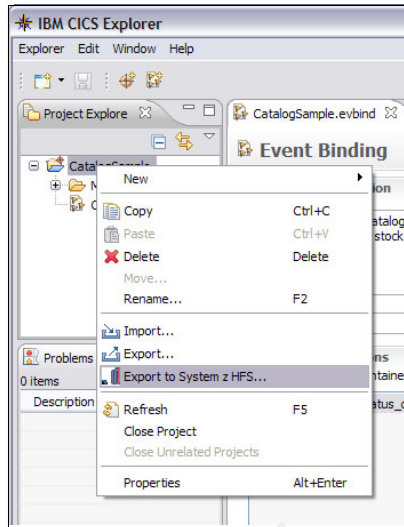 IBM CICS Explorer
Explorer Edit Window Help
Project Explore
CatalogSample.evbind
Event Binding
CatalogSample
New
Copy Ctrl+C
Paste Ctrl+V
Delete Delete
Move...
Rename... F2
Import...
Export...
Export to System z HFS...
Refresh F5
Close Project
Close Unrelated Projects
Properties Alt+Enter
Problems
0 items
Description